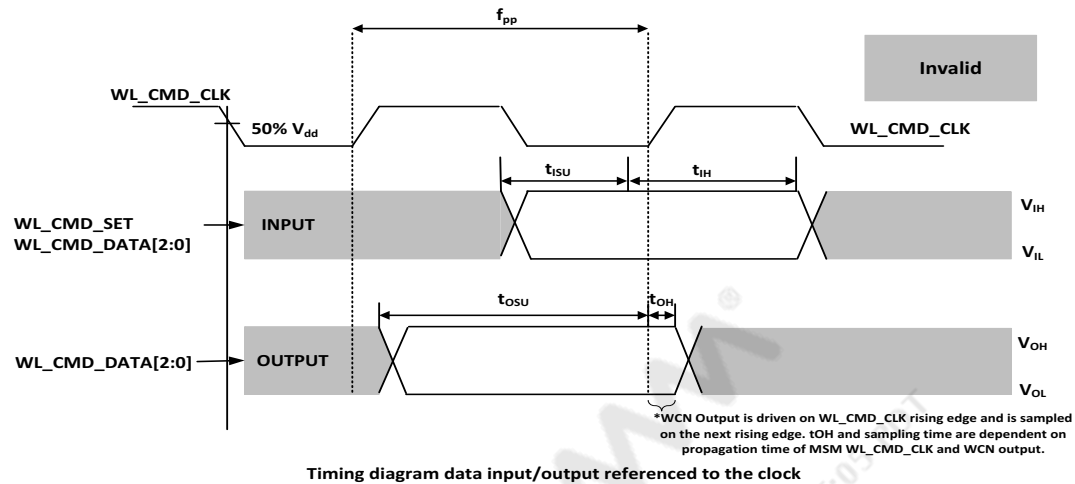 f_pp
Invalid
WL_CMD_CLK
50% V_dd
WL_CMD_CLK
t_ISU
t_IH
WL_CMD_SET
WL_CMD_DATA[2:0]
INPUT
V_IH
V_IL
t_OSU
t_OH
WL_CMD_DATA[2:0]
OUTPUT
V_OH
V_OL
*WCN Output is driven on WL_CMD_CLK rising edge and is sampled
on the next rising edge. tOH and sampling time are dependent on
propagation time of MSM WL_CMD_CLK and WCN output.
Timing diagram data input/output referenced to the clock